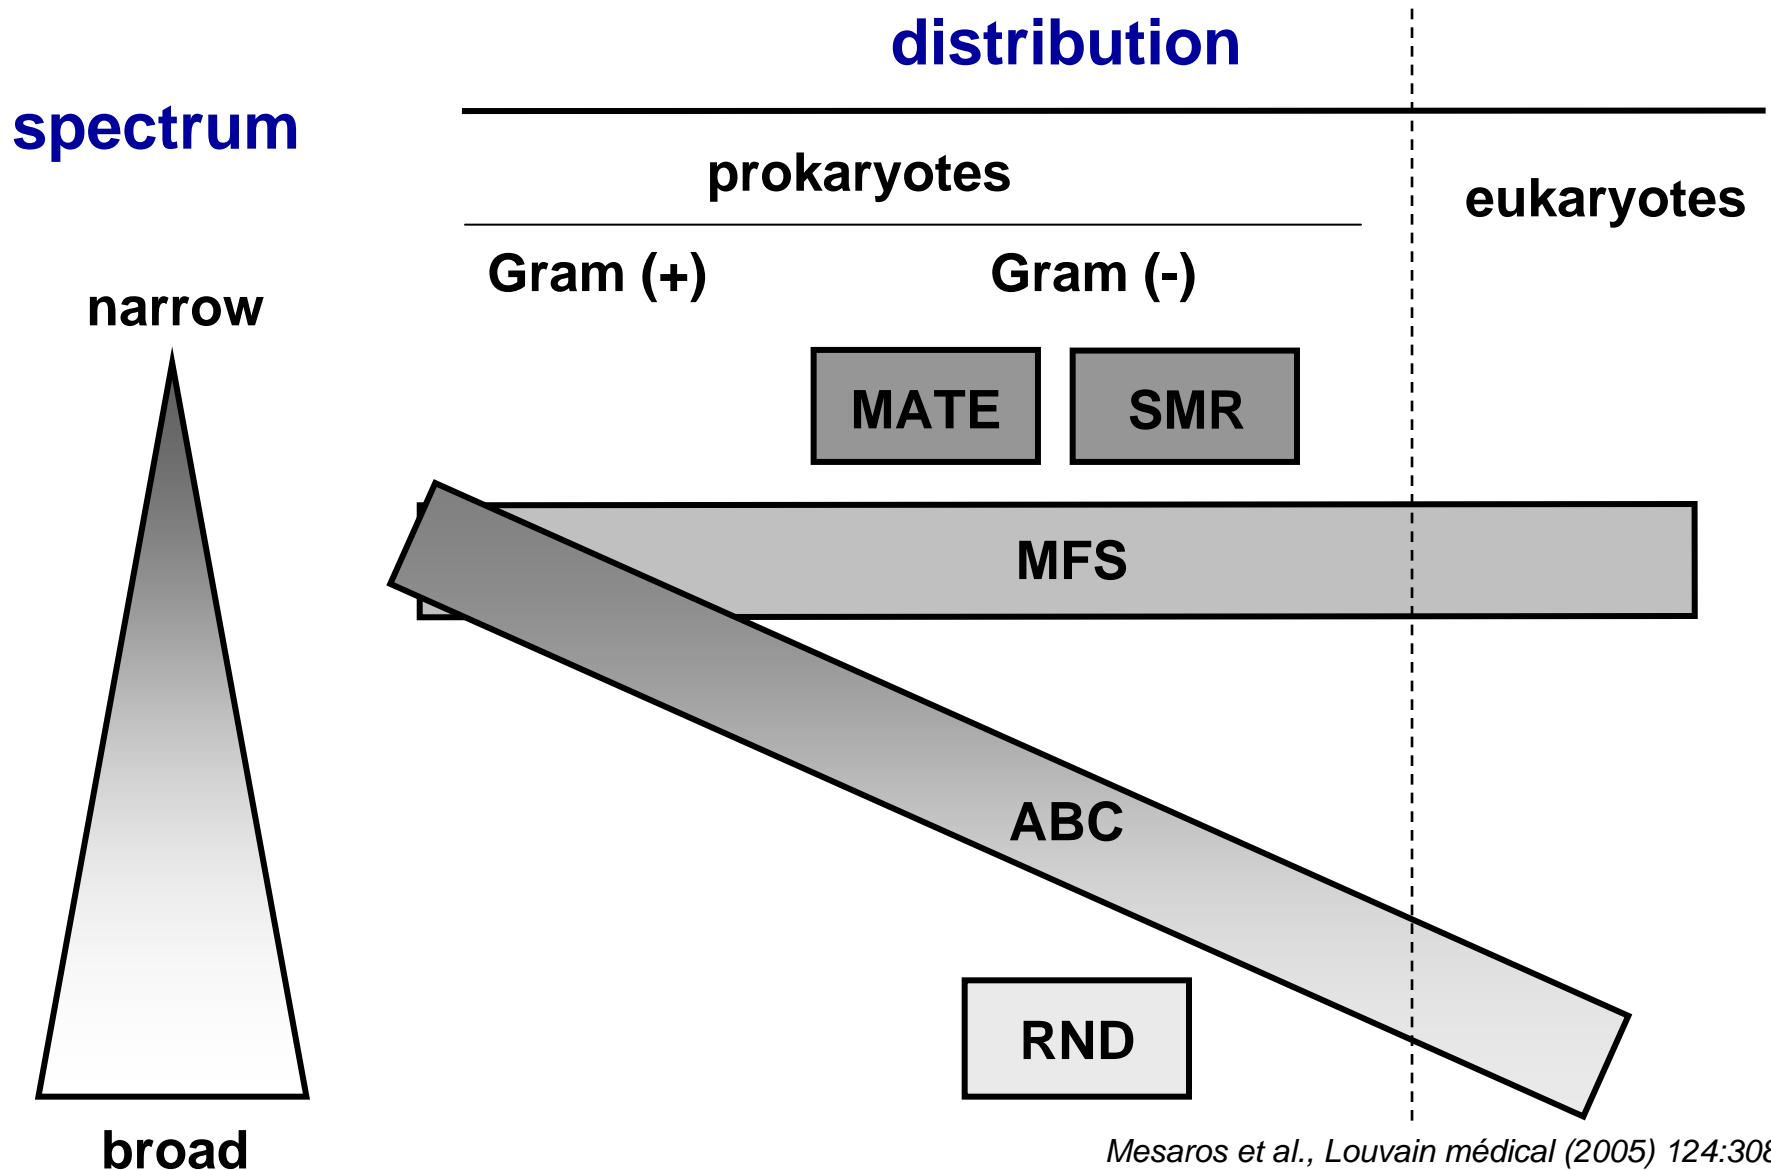 distribution
spectrum
prokaryotes
eukaryotes
Gram (+) Gram (-)
narrow
MATE SMR
MFS
ABC
RND
broad
Mesaros et al., Louvain médical (2005) 124:308